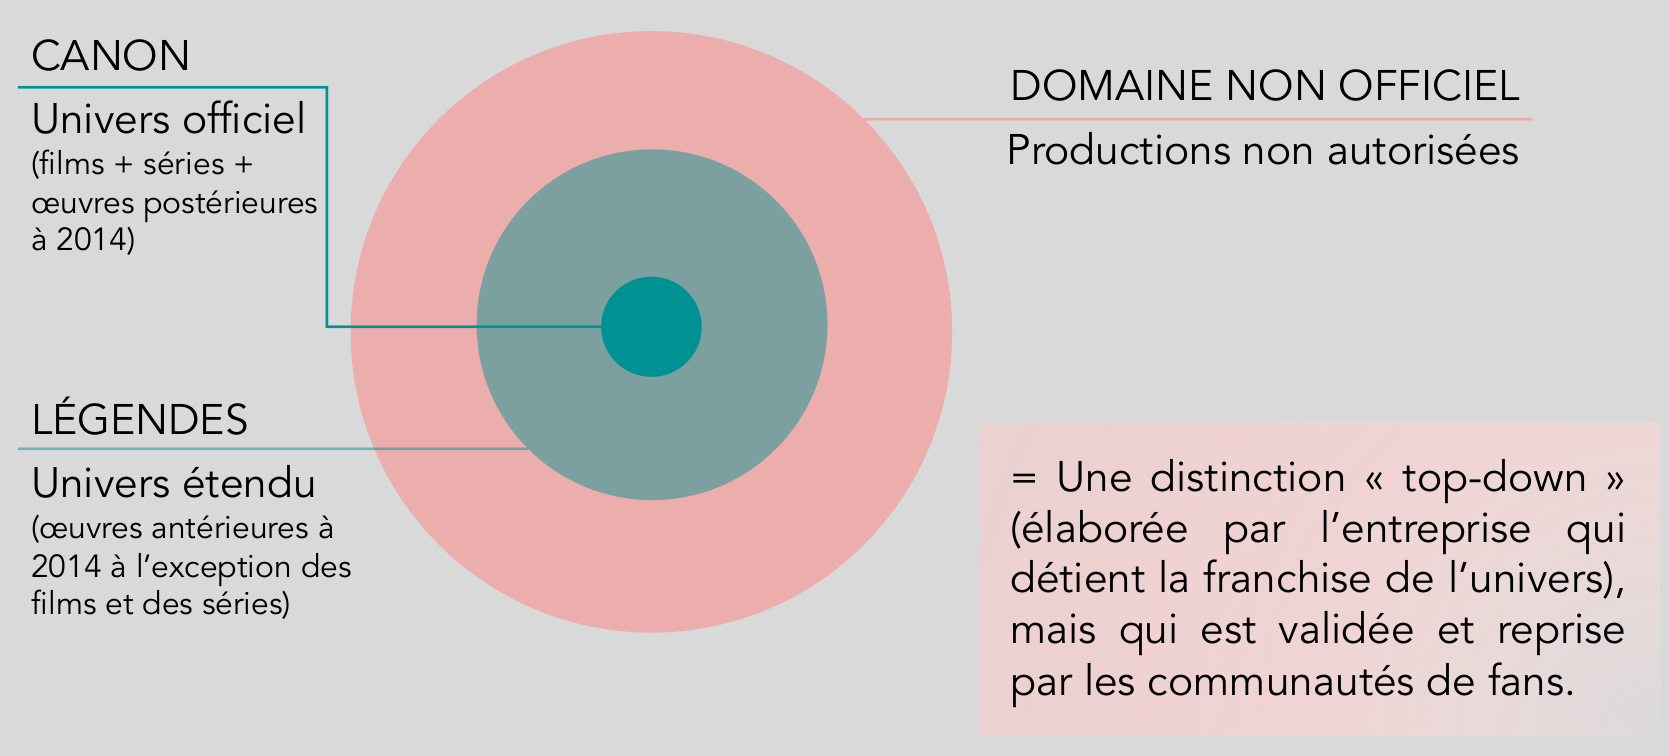 CANON
Univers officiel
(films + séries +
œuvres postérieures
à 2014)
LÉGENDES
Univers étendu
(œuvres antérieures à
2014 à l’exception des
films et des séries)
DOMAINE NON OFFICIEL
Productions non autorisées
= Une distinction « top-down »
(élaborée par l’entreprise qui
détient la franchise de l’univers),
mais qui est validée et reprise
par les communautés de fans.